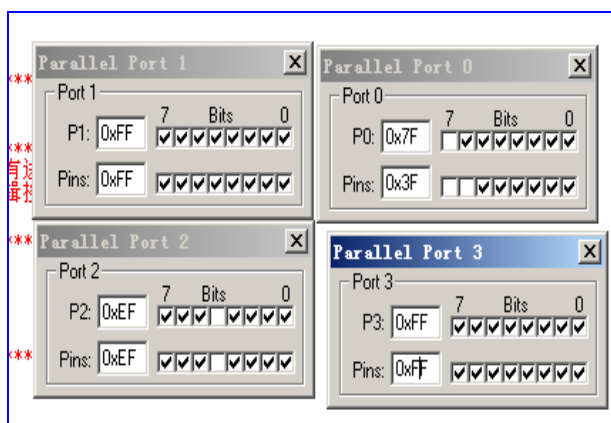 Parallel Port 1
Port 1
7 Bits 0
P1: 0xFF
Pins: 0xFF
Parallel Port 0
Port 0
7 Bits 0
P0: 0x7F
Pins: 0x3F
Parallel Port 2
Port 2
7 Bits 0
P2: 0xEF
Pins: 0xEF
Parallel Port 3
Port 3
7 Bits 0
P3: 0xFF
Pins: 0xFF
***
***
***
***